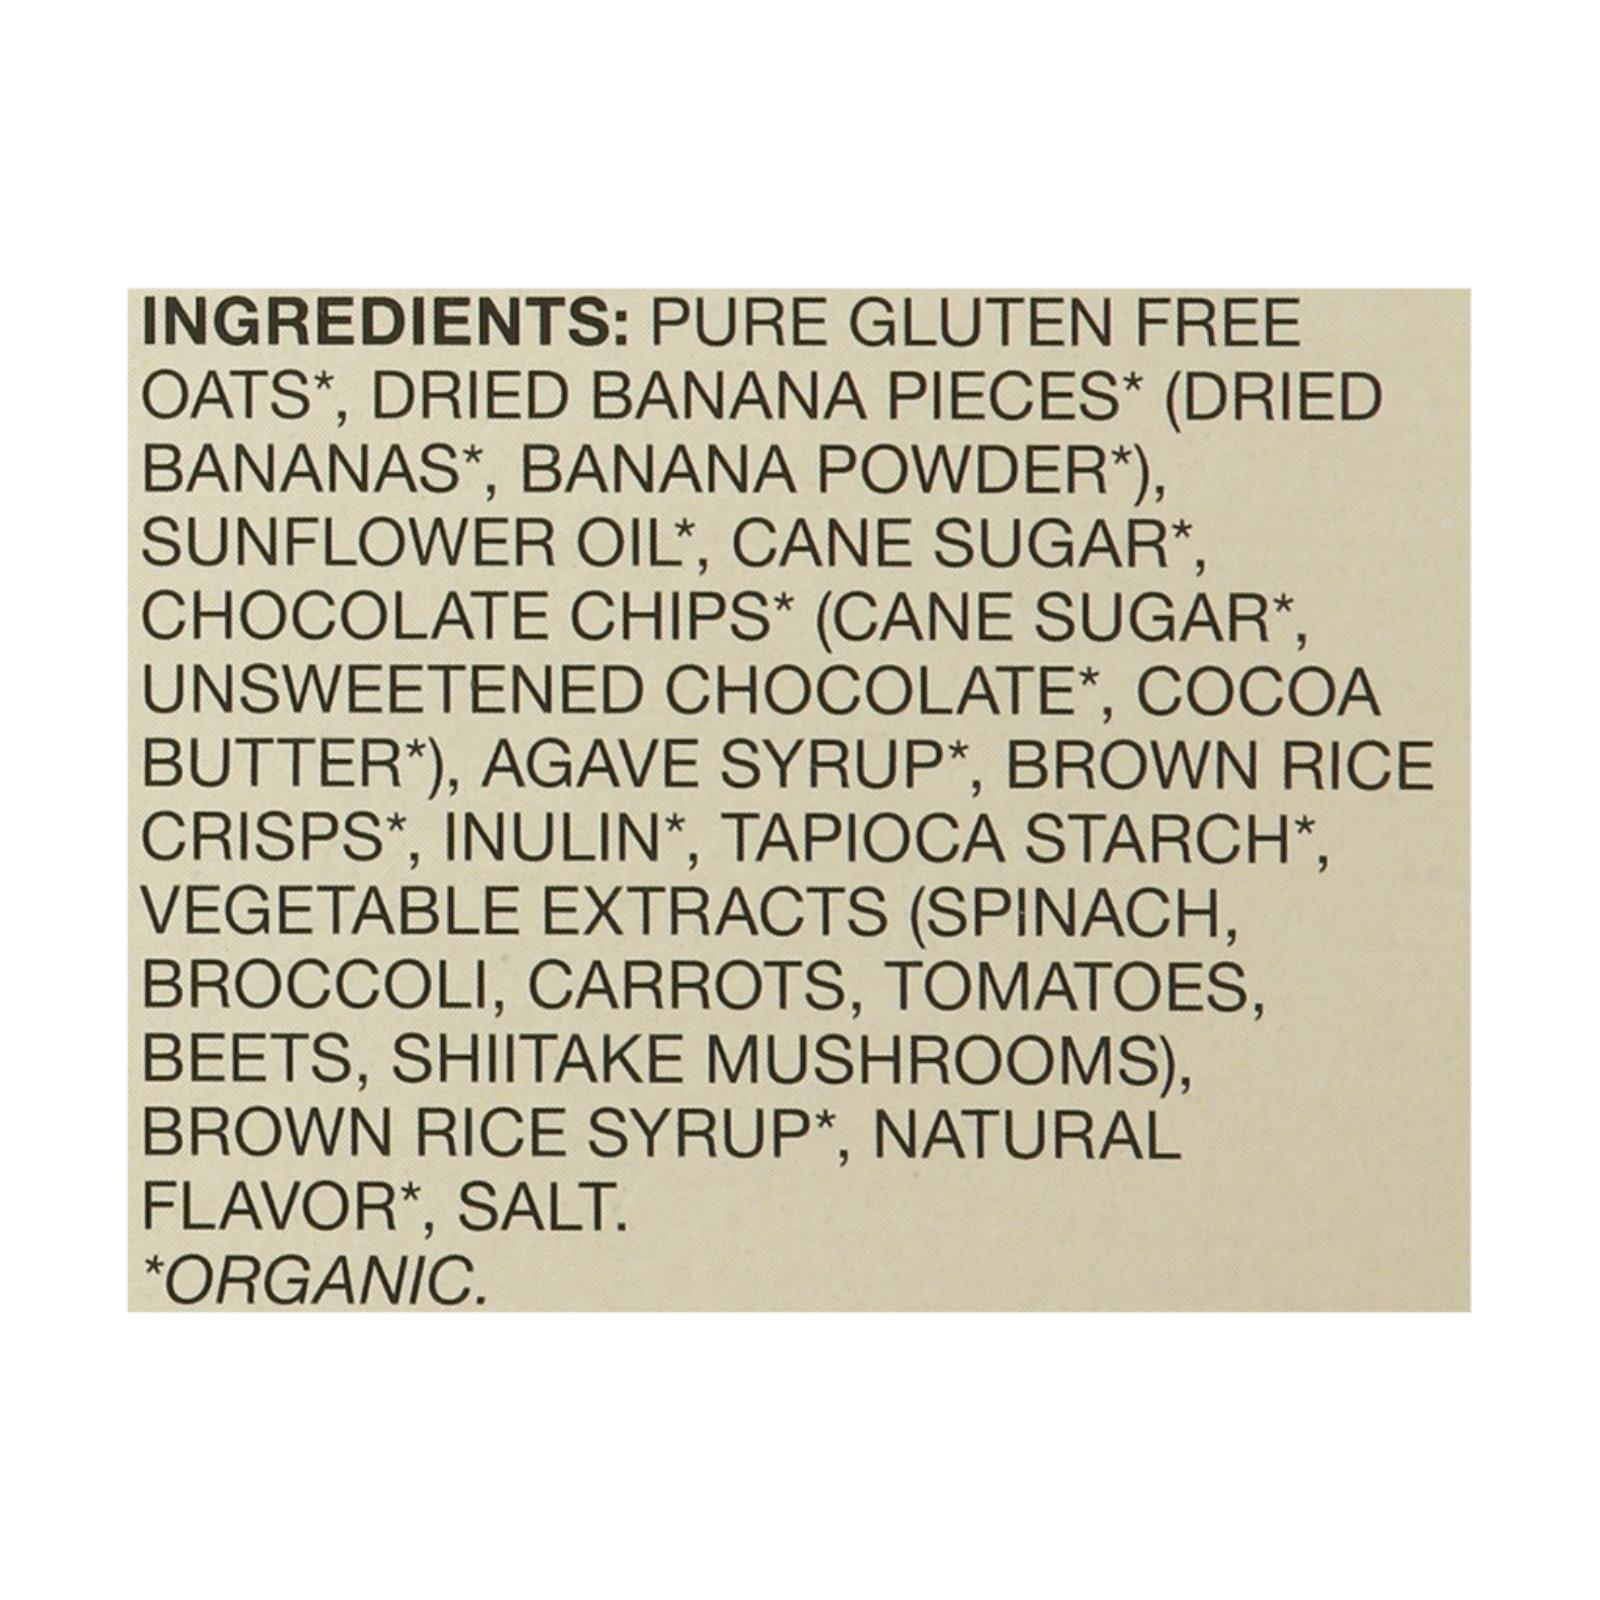 INGREDIENTS: PURE GLUTEN FREE
OATS*, DRIED BANANA PIECES* (DRIED
BANANAS*, BANANA POWDER*),
SUNFLOWER OIL*, CANE SUGAR*,
CHOCOLATE CHIPS* (CANE SUGAR*,
UNSWEETENED CHOCOLATE*, COCOA
BUTTER*), AGAVE SYRUP*, BROWN RICE
CRISPS*, INULIN*, TAPIOCA STARCH*,
VEGETABLE EXTRACTS (SPINACH,
BROCCOLI, CARROTS, TOMATOES,
BEETS, SHIITAKE MUSHROOMS),
BROWN RICE SYRUP*, NATURAL
FLAVOR*, SALT.
*ORGANIC.